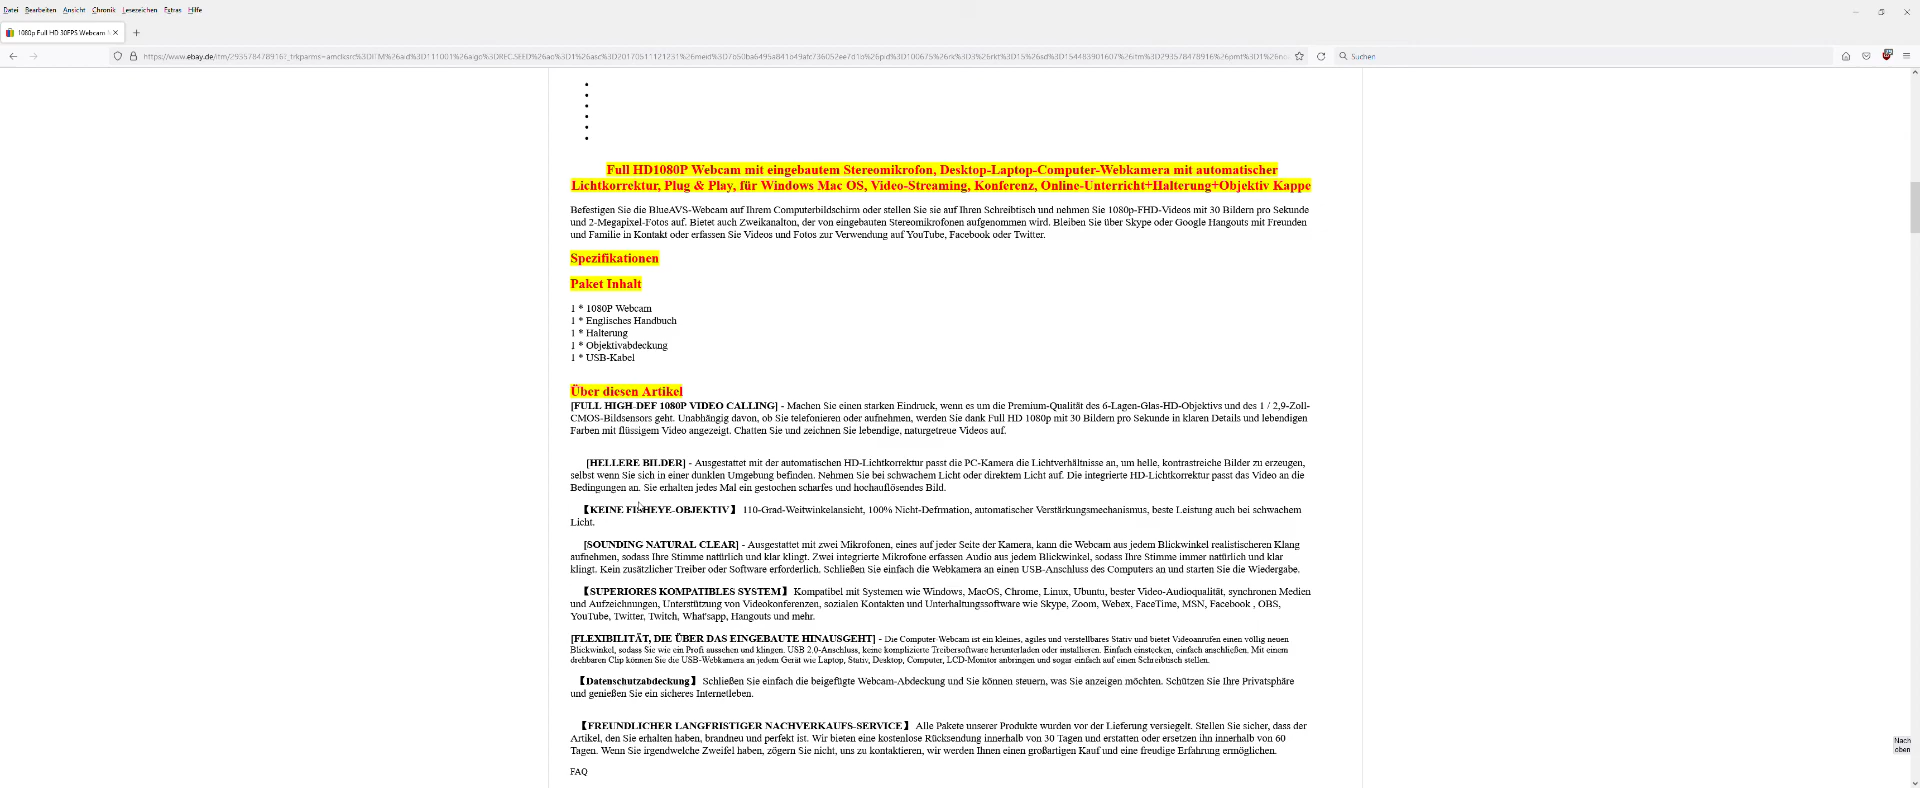 Datei Bearbeiten Ansicht Chronik Lesezeichen Extras Hilfe
1080p Full HD 30FPS Webcam
Suchen
Full HD1080P Webcam mit eingebautem Stereomikrofon, Desktop-Laptop-Computer-Webkamera mit automatischer
Lichtkorrektur, Plug & Play, für Windows Mac OS, Video-Streaming, Konferenz, Online-Unterricht+Halterung+Objektiv Kappe
Befestigen Sie die BlueAVS-Webcam auf Ihrem Computerbildschirm oder stellen Sie sie auf Ihren Schreibtisch und nehmen Sie 1080p-FHD-Videos mit 30 Bildern pro Sekunde
und 2-Megapixel-Fotos auf. Bietet auch Zweikanalton, der von eingebauten Stereomikrofonen aufgenommen wird. Bleiben Sie über Skype oder Google Hangouts mit Freunden
und Familie in Kontakt oder erfassen Sie Videos und Fotos zur Verwendung auf YouTube, Facebook oder Twitter.
Spezifikationen
Paket Inhalt
1 * 1080P Webcam
1 * Englisches Handbuch
1 * Halterung
1 * Objektivabdeckung
1 * USB-Kabel
Über diesen Artikel
[FULL HIGH-DEF 1080P VIDEO CALLING] - Machen Sie einen starken Eindruck, wenn es um die Premium-Qualität des 6-Lagen-Glas-HD-Objektivs und des 1 / 2,9-Zoll-
CMOS-Bildsensors geht. Unabhängig davon, ob Sie telefonieren oder aufnehmen, werden Sie dank Full HD 1080p mit 30 Bildern pro Sekunde in klaren Details und lebendigen
Farben mit flüssigem Video angezeigt. Chatten Sie und zeichnen Sie lebendige, naturgetreue Videos auf.
[HELLERE BILDER] - Ausgestattet mit der automatischen HD-Lichtkorrektur passt die PC-Kamera die Lichtverhältnisse an, um helle, kontrastreiche Bilder zu erzeugen,
selbst wenn Sie sich in einer dunklen Umgebung befinden. Nehmen Sie bei schwachem Licht oder direktem Licht auf. Die integrierte HD-Lichtkorrektur passt das Video an die
Bedingungen an. Sie erhalten jedes Mal ein gestochen scharfes und hochauflösendes Bild.
【KEINE FISHEYE-OBJEKTIV】 110-Grad-Weitwinkelansicht, 100% Nicht-Defrmation, automatischer Verstärkungsmechanismus, beste Leistung auch bei schwachem
Licht.
[SOUNDING NATURAL CLEAR] - Ausgestattet mit zwei Mikrofonen, eines auf jeder Seite der Kamera, kann die Webcam aus jedem Blickwinkel realistischeren Klang
aufnehmen, sodass Ihre Stimme natürlich und klar klingt. Zwei integrierte Mikrofone erfassen Audio aus jedem Blickwinkel, sodass Ihre Stimme immer natürlich und klar
klingt. Kein zusätzlicher Treiber oder Software erforderlich. Schließen Sie einfach die Webkamera an einen USB-Anschluss des Computers an und starten Sie die Wiedergabe.
【SUPERIORES KOMPATIBLES SYSTEM】 Kompatibel mit Systemen wie Windows, MacOS, Chrome, Linux, Ubuntu, bester Video-Audioqualität, synchronen Medien
und Aufzeichnungen, Unterstützung von Videokonferenzen, sozialen Kontakten und Unterhaltungssoftware wie Skype, Zoom, Webex, FaceTime, MSN, Facebook , OBS,
YouTube, Twitter, Twitch, What'sapp, Hangouts und mehr.
[FLEXIBILITÄT, DIE ÜBER DAS EINGEBAUTE HINAUSGEHT] - Die Computer-Webcam ist ein kleines, agiles und verstellbares Stativ und bietet Videoanrufen einen völlig neuen
Blickwinkel, sodass Sie wie ein Profi aussehen und klingen. USB 2.0-Anschluss, keine komplizierte Treibersoftware herunterladen oder installieren. Einfach einstecken, einfach anschließen. Mit einem
drehbaren Clip können Sie die USB-Webkamera an jedem Gerät wie Laptop, Stativ, Desktop, Computer, LCD-Monitor anbringen und sogar einfach auf einen Schreibtisch stellen.
【Datenschutzabdeckung】 Schließen Sie einfach die beigefügte Webcam-Abdeckung und Sie können steuern, was Sie anzeigen möchten. Schützen Sie Ihre Privatsphäre
und genießen Sie ein sicheres Internetleben.
【FREUNDLICHER LANGFRISTIGER NACHVERKAUFS-SERVICE】 Alle Pakete unserer Produkte wurden vor der Lieferung versiegelt. Stellen Sie sicher, dass der
Artikel, den Sie erhalten haben, brandneu und perfekt ist. Wir bieten eine kostenlose Rücksendung innerhalb von 30 Tagen und erstatten oder ersetzen ihn innerhalb von 60
Tagen. Wenn Sie irgendwelche Zweifel haben, zögern Sie nicht, uns zu kontaktieren, wir werden Ihnen einen großartigen Kauf und eine freudige Erfahrung ermöglichen.
Nach
oben
FAQ